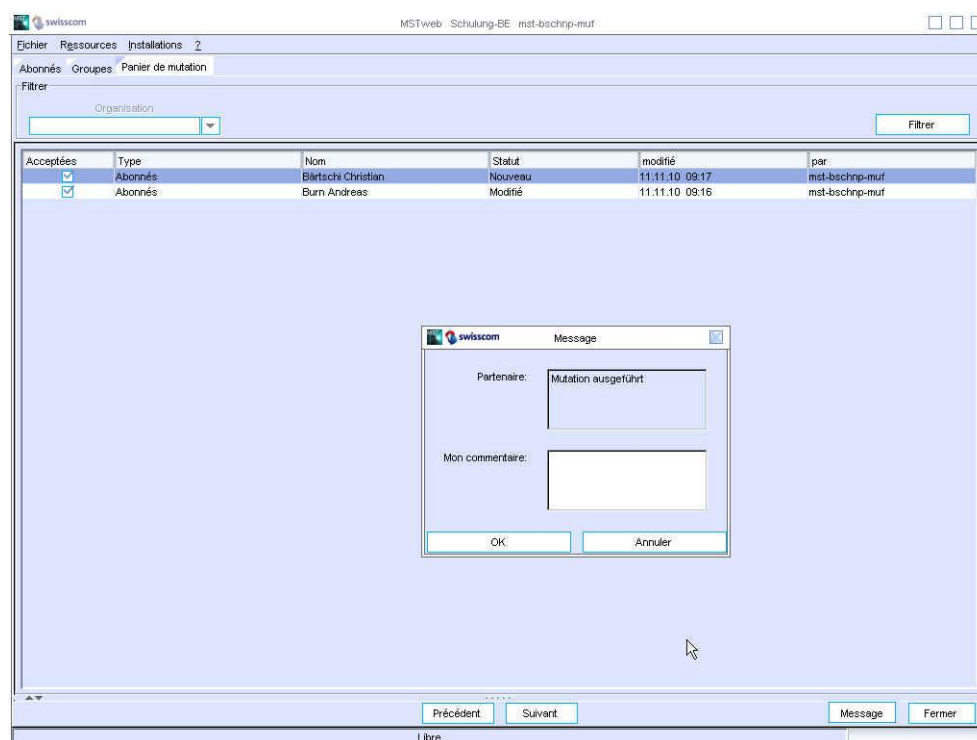 swisscom MSTweb Schulung-BE mst-bschnp-muf
Fichier Ressources Installations ?
Abonnés Groupes Panier de mutation
Filtrer
Organisation
Filtrer
Acceptées Type Nom Statut modifié par
Abonnés Bärtschi Christian Nouveau 11.11.10 09:17 mst-bschnp-muf
Abonnés Burn Andreas Modifié 11.11.10 09:16 mst-bschnp-muf
swisscom Message
Partenaire: Mutation ausgeführt
Mon commentaire:
OK Annuler
Précédent Suivant Message Fermer
Libre